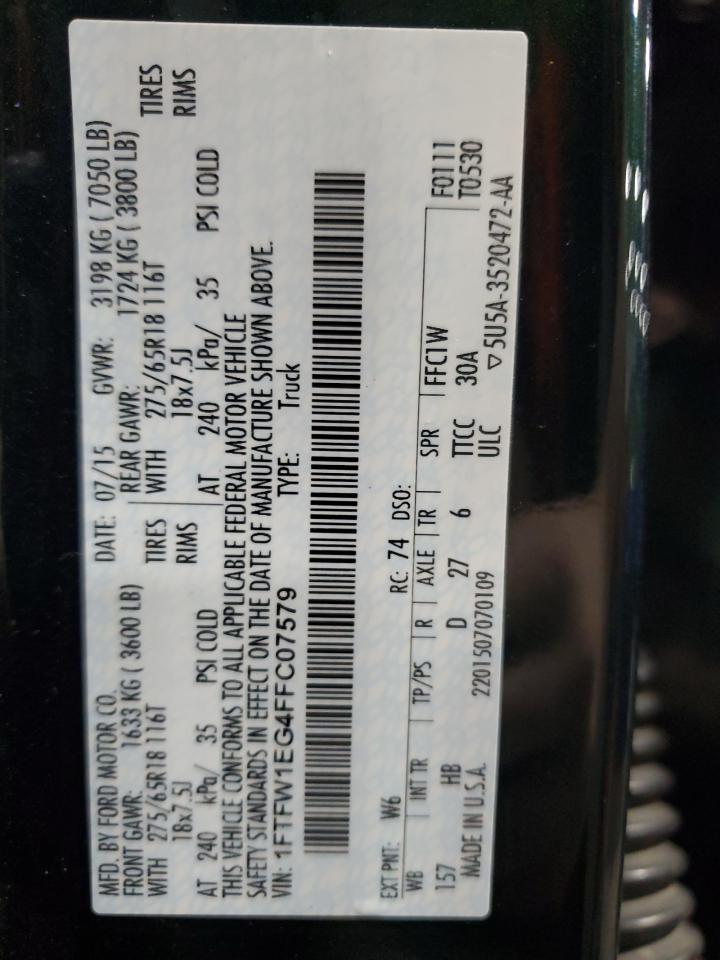 MFD. BY FORD MOTOR CO.
DATE: 07/15 GVWR: 3198 KG ( 7050 LB)
FRONT GAWR: 1633 KG ( 3600 LB)
REAR GAWR: 1724 KG ( 3800 LB)
WITH 275/65R18 116T TIRES
WITH 275/65R18 116T TIRES
18x7.5J RIMS
18x7.5J RIMS
AT 240 kPa/ 35 PSI COLD
AT 240 kPa/ 35 PSI COLD
THIS VEHICLE CONFORMS TO ALL APPLICABLE FEDERAL MOTOR VEHICLE
SAFETY STANDARDS IN EFFECT ON THE DATE OF MANUFACTURE SHOWN ABOVE.
VIN: 1FTFW1EG4FFC07579 TYPE: Truck
EXT PNT: W6 RC: 74 DSO:
WB INT TR TP/PS R AXLE TR SPR F0111
T0530
157 HB D 27 6 TTCC FFC1W
30A
ULC
MADE IN U.S.A. 2201507070109 ▽5U5A-3520472-AA